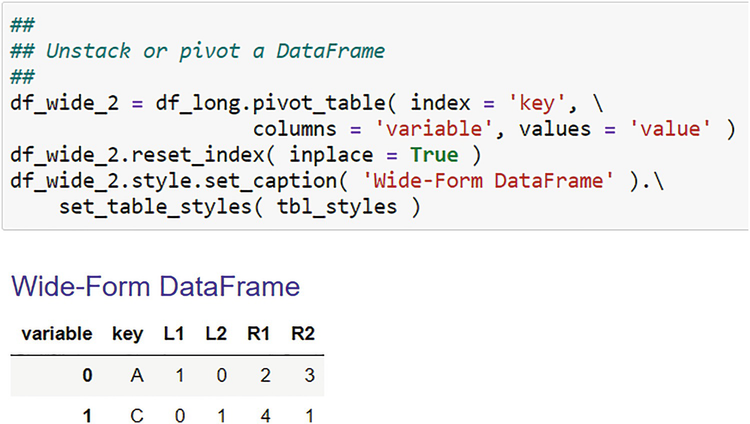 ##
## Unstack or pivot a DataFrame
##
df_wide_2 = df_long.pivot_table( index = 'key', \
columns = 'variable', values = 'value' )
df_wide_2.reset_index( inplace = True )
df_wide_2.style.set_caption( 'Wide-Form DataFrame' ).\
set_table_styles( tbl_styles )
Wide-Form DataFrame
variable key L1 L2 R1 R2
0 A 1 0 2 3
1 C 0 1 4 1